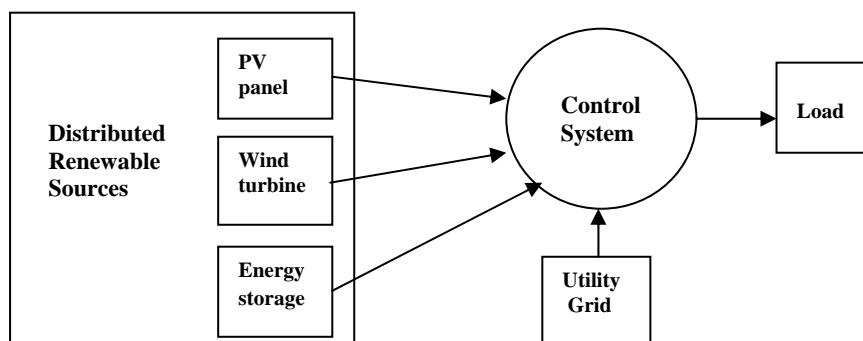 Distributed
Renewable
Sources
PV
panel
Wind
turbine
Energy
storage
Control
System
Utility
Grid
Load